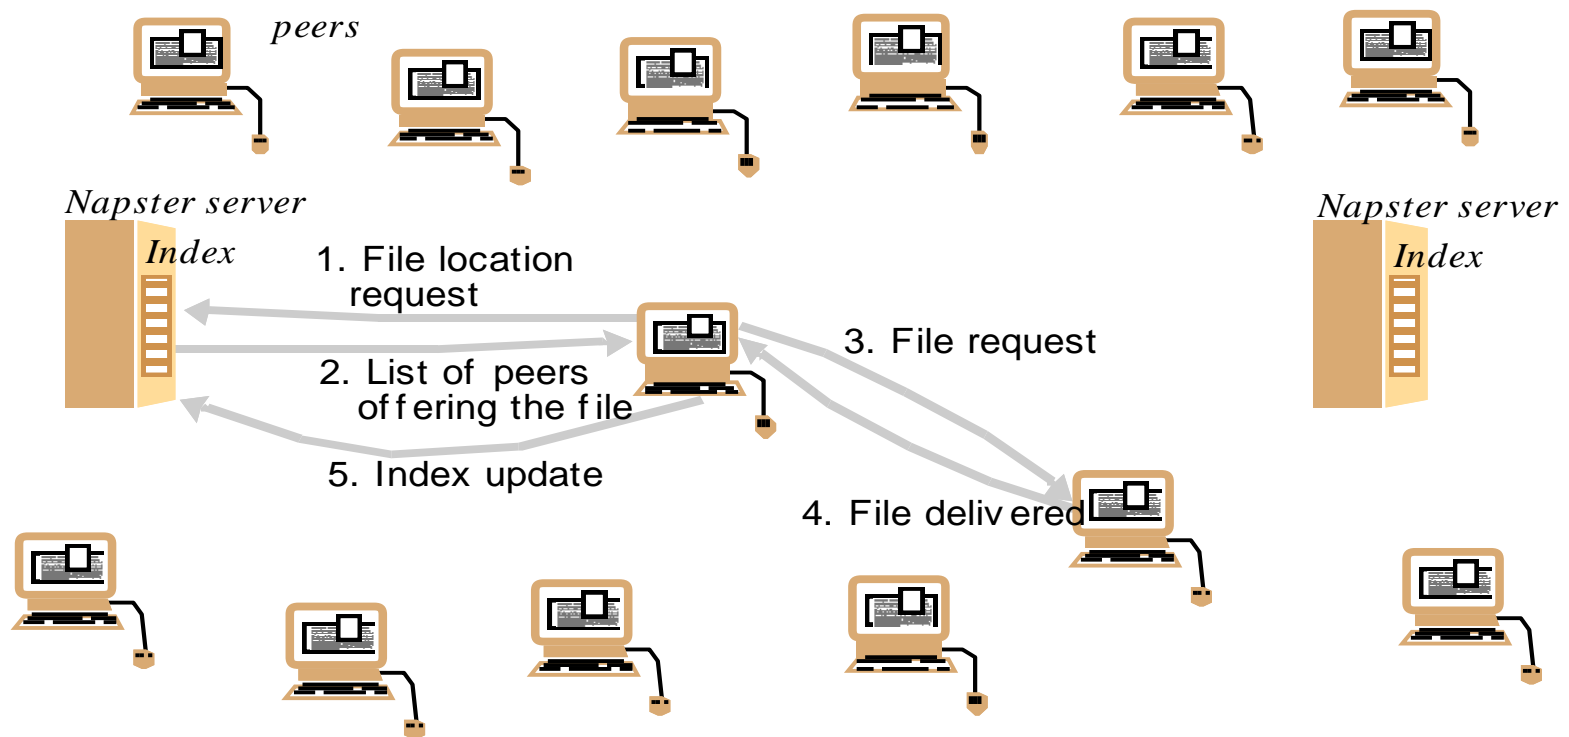 peers
Napster server
Index
Napster server
Index
1. File location
request
2. List of peers
offering the file
3. File request
4. File delivered
5. Index update